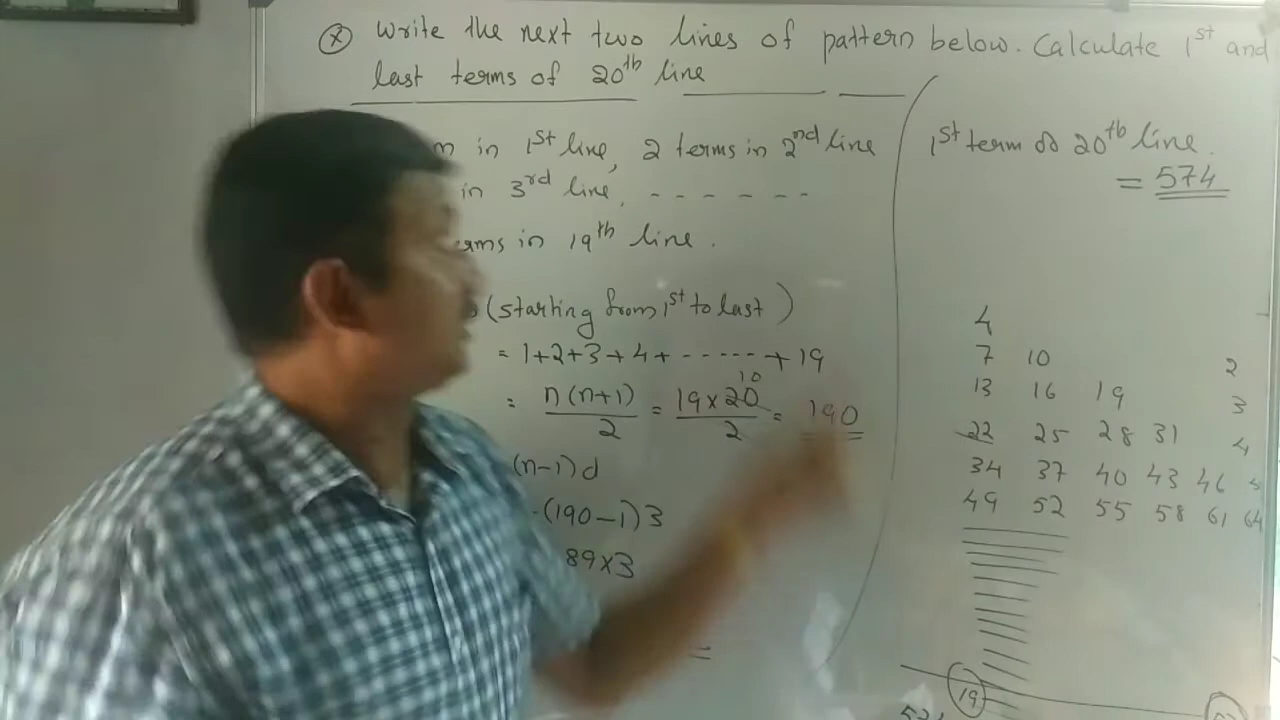 (x) Write the next two lines of pattern below. Calculate 1st and
last terms of 20th line
in 1st line, 2 terms in 2nd line
in 3rd line, - - - - - -
in 19th line.
(starting from 1st to last)
= 1+2+3+4+ - - - - - +19
= n(n+1)/2 = 19×20/2 = 190
10
(n-1)d
(190-1)3
89×3
=
1st term of 20th line.
= 574
4
7 10 2
13 16 19 3
22 25 28 31 4
34 37 40 43 46
49 52 55 58 61 64
19